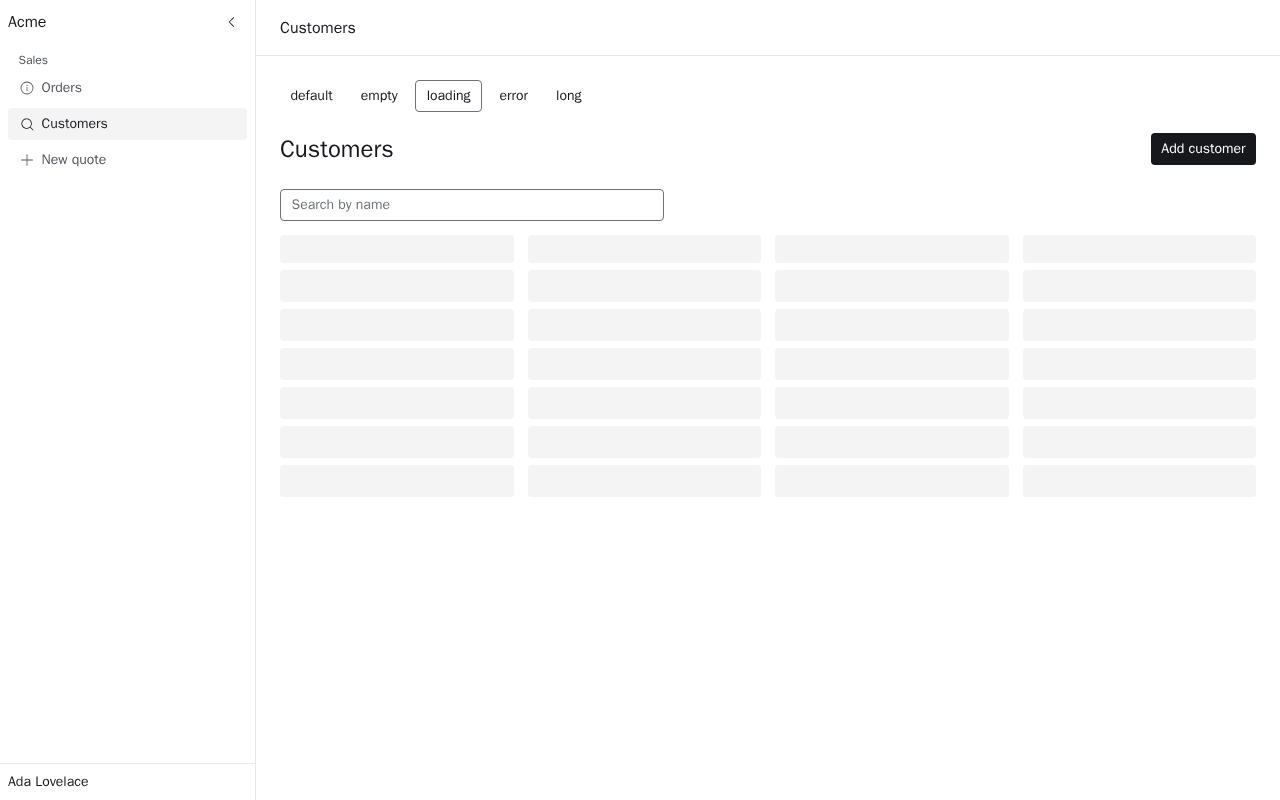 Acme
Sales
Orders
Customers
New quote
Ada Lovelace
Customers
default
empty
loading
error
long
Customers
Add customer
Search by name